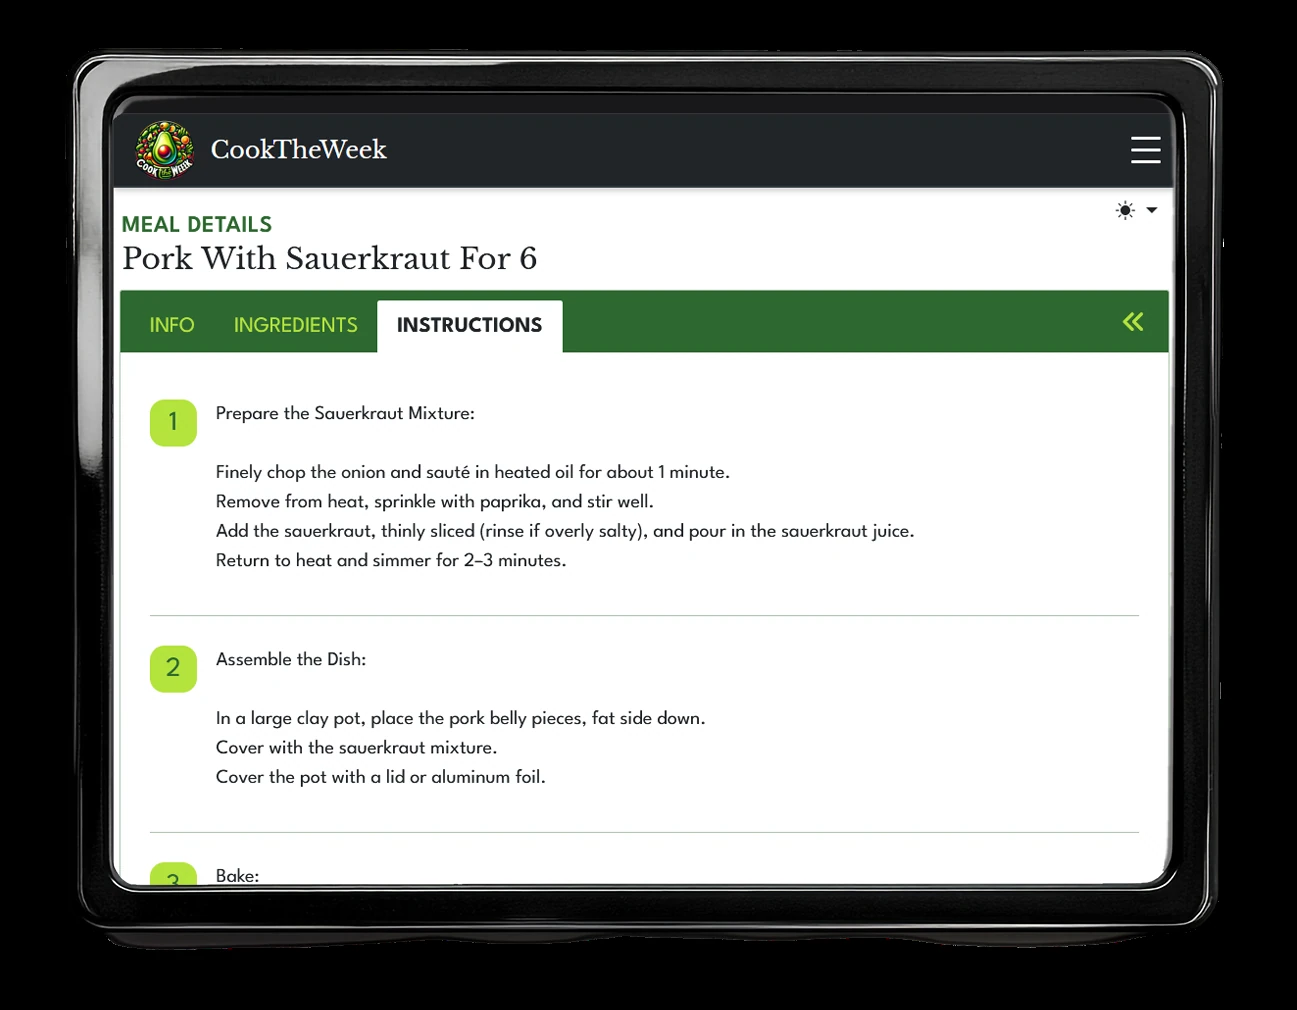 COOK the WEEK
CookTheWeek
MEAL DETAILS
Pork With Sauerkraut For 6
INFO INGREDIENTS INSTRUCTIONS
1 Prepare the Sauerkraut Mixture:
Finely chop the onion and sauté in heated oil for about 1 minute.
Remove from heat, sprinkle with paprika, and stir well.
Add the sauerkraut, thinly sliced (rinse if overly salty), and pour in the sauerkraut juice.
Return to heat and simmer for 2–3 minutes.
2 Assemble the Dish:
In a large clay pot, place the pork belly pieces, fat side down.
Cover with the sauerkraut mixture.
Cover the pot with a lid or aluminum foil.
3 Bake: